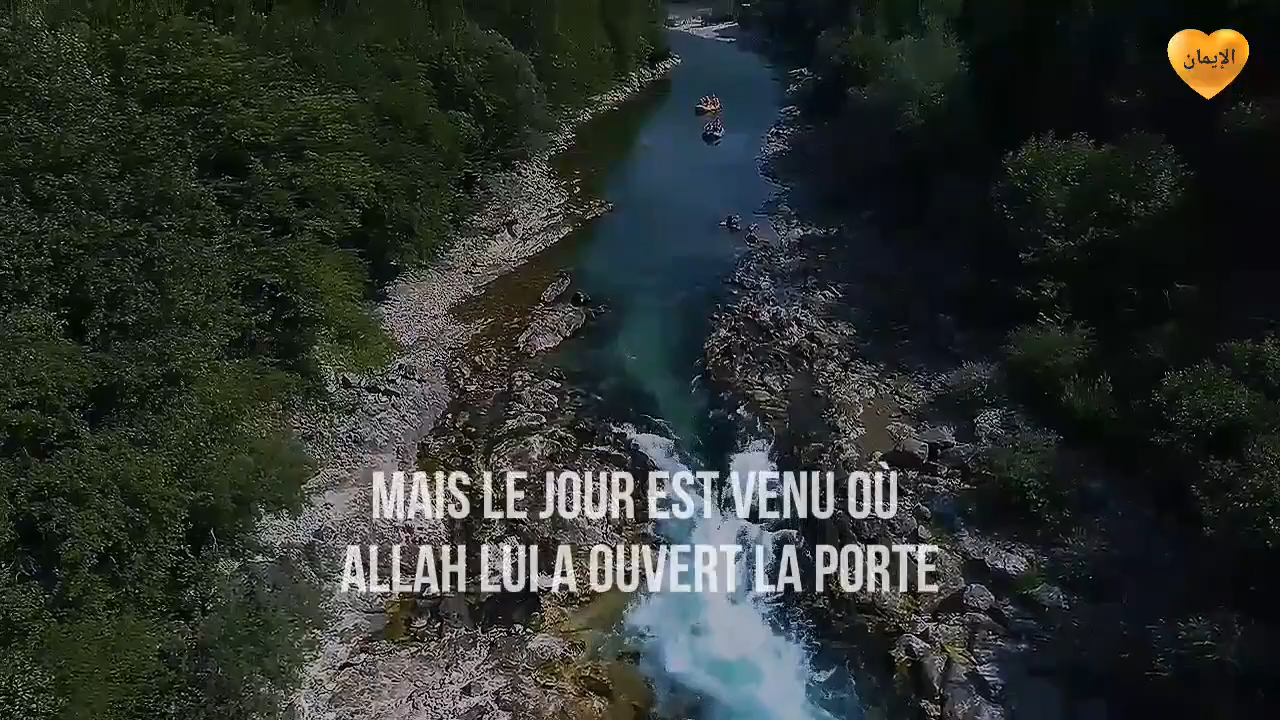 الإيمان
MAIS LE JOUR EST VENU OÙ
ALLAH LUI A OUVERT LA PORTE